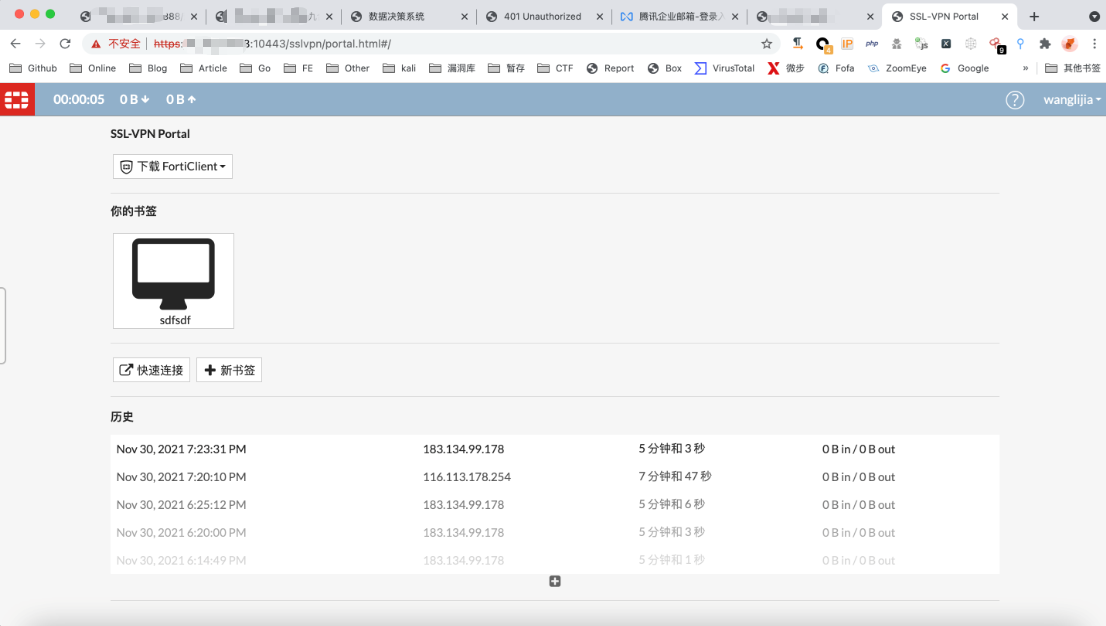 数据决策系统
401 Unauthorized
腾讯企业邮箱-登录入
SSL-VPN Portal
不安全
https:
3:10443/sslvpn/portal.html#/
IP
php
js
4
9
Github
Online
Blog
Article
Go
FE
Other
kali
漏洞库
暂存
CTF
Report
Box
VirusTotal
微步
Fofa
ZoomEye
Google
»
其他书签
00:00:05
0 B
0 B
wanglijia
SSL-VPN Portal
下载 FortiClient
你的书签
sdfsdf
快速连接
新书签
历史
Nov 30, 2021 7:23:31 PM 183.134.99.178 5 分钟和 3 秒 0 B in / 0 B out
Nov 30, 2021 7:20:10 PM 116.113.178.254 7 分钟和 47 秒 0 B in / 0 B out
Nov 30, 2021 6:25:12 PM 183.134.99.178 5 分钟和 6 秒 0 B in / 0 B out
Nov 30, 2021 6:20:00 PM 183.134.99.178 5 分钟和 3 秒 0 B in / 0 B out
Nov 30, 2021 6:14:49 PM 183.134.99.178 5 分钟和 1 秒 0 B in / 0 B out